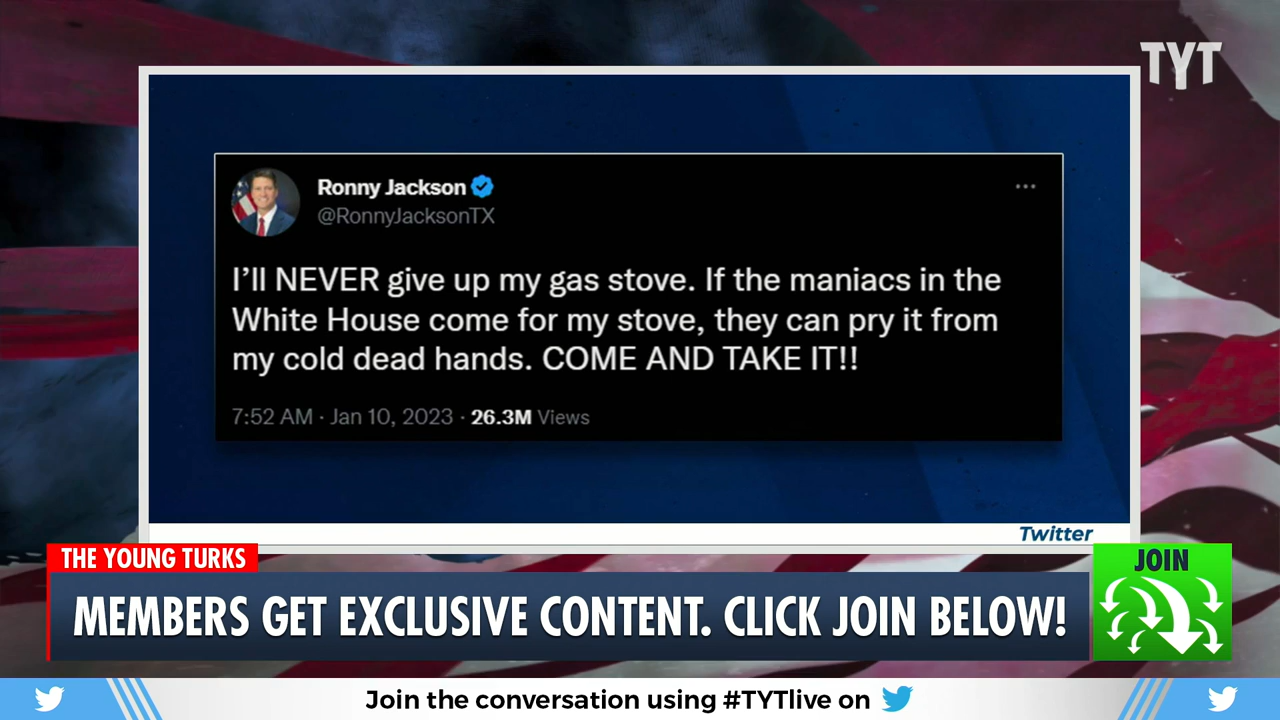 TYT
Ronny Jackson
@RonnyJacksonTX
I’ll NEVER give up my gas stove. If the maniacs in the
White House come for my stove, they can pry it from
my cold dead hands. COME AND TAKE IT!!
7:52 AM · Jan 10, 2023 · 26.3M Views
Twitter
THE YOUNG TURKS
MEMBERS GET EXCLUSIVE CONTENT. CLICK JOIN BELOW!
JOIN
Join the conversation using #TYTlive on